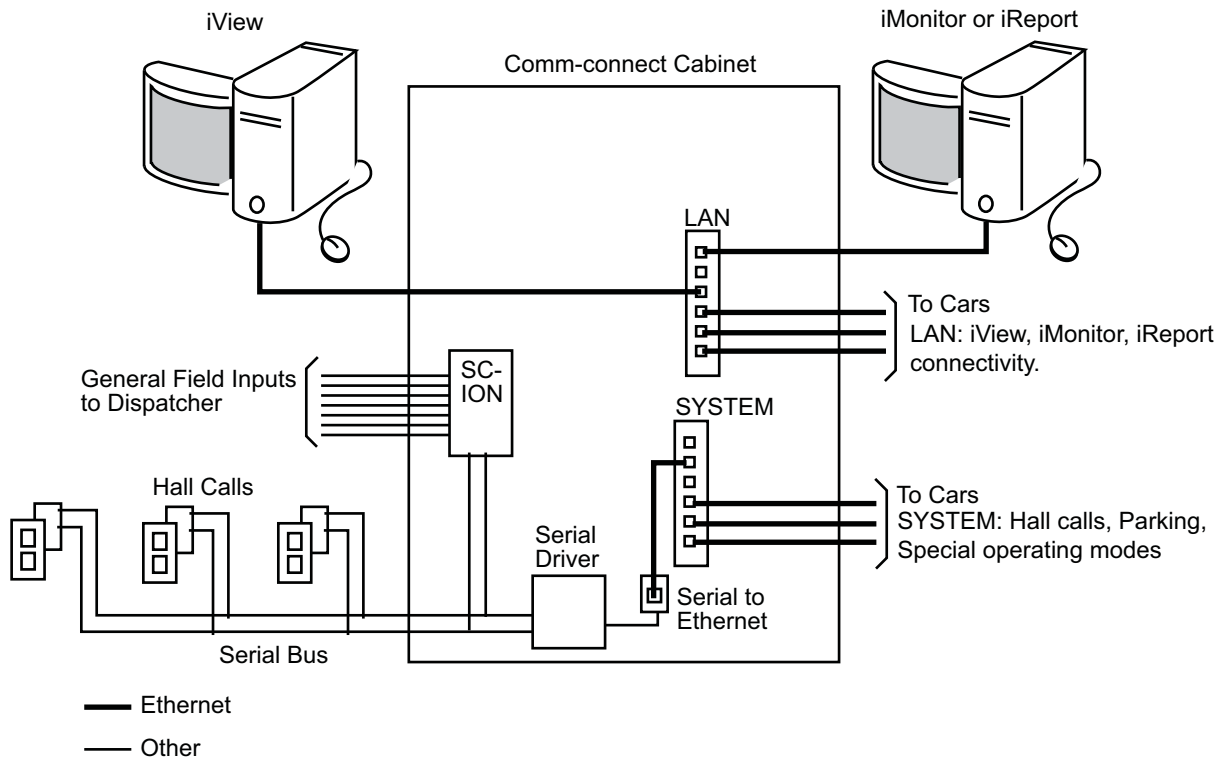 iView
iMonitor or iReport
Comm-connect Cabinet
LAN
To Cars
LAN: iView, iMonitor, iReport
connectivity.
General Field Inputs
to Dispatcher
SC-
ION
SYSTEM
To Cars
SYSTEM: Hall calls, Parking,
Special operating modes
Hall Calls
Serial
Driver
Serial to
Ethernet
Serial Bus
Ethernet
Other